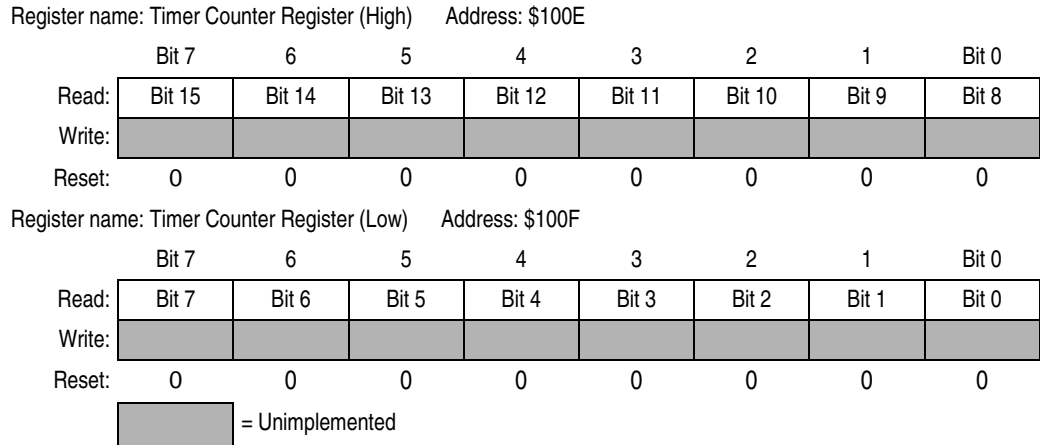 Register name: Timer Counter Register (High) Address: $100E
Bit 7 6 5 4 3 2 1 Bit 0
Read: Bit 15 Bit 14 Bit 13 Bit 12 Bit 11 Bit 10 Bit 9 Bit 8
Write:
Reset: 0 0 0 0 0 0 0 0
Register name: Timer Counter Register (Low) Address: $100F
Bit 7 6 5 4 3 2 1 Bit 0
Read: Bit 7 Bit 6 Bit 5 Bit 4 Bit 3 Bit 2 Bit 1 Bit 0
Write:
Reset: 0 0 0 0 0 0 0 0
= Unimplemented